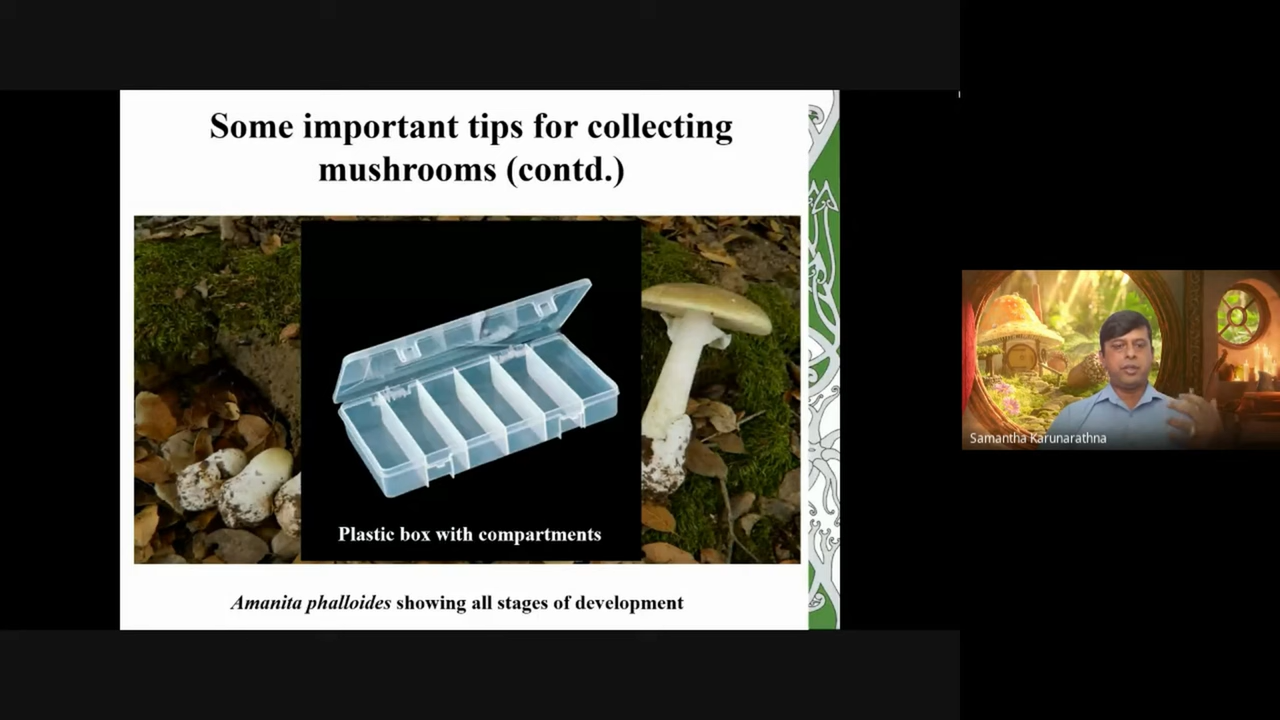 Some important tips for collecting
mushrooms (contd.)
Plastic box with compartments
Amanita phalloides showing all stages of development
Samantha Karunarathna